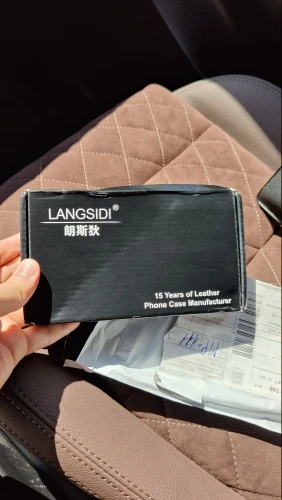 LANGSIDI®
朗斯狄
15 Years of Leather
Phone Case Manufacturer